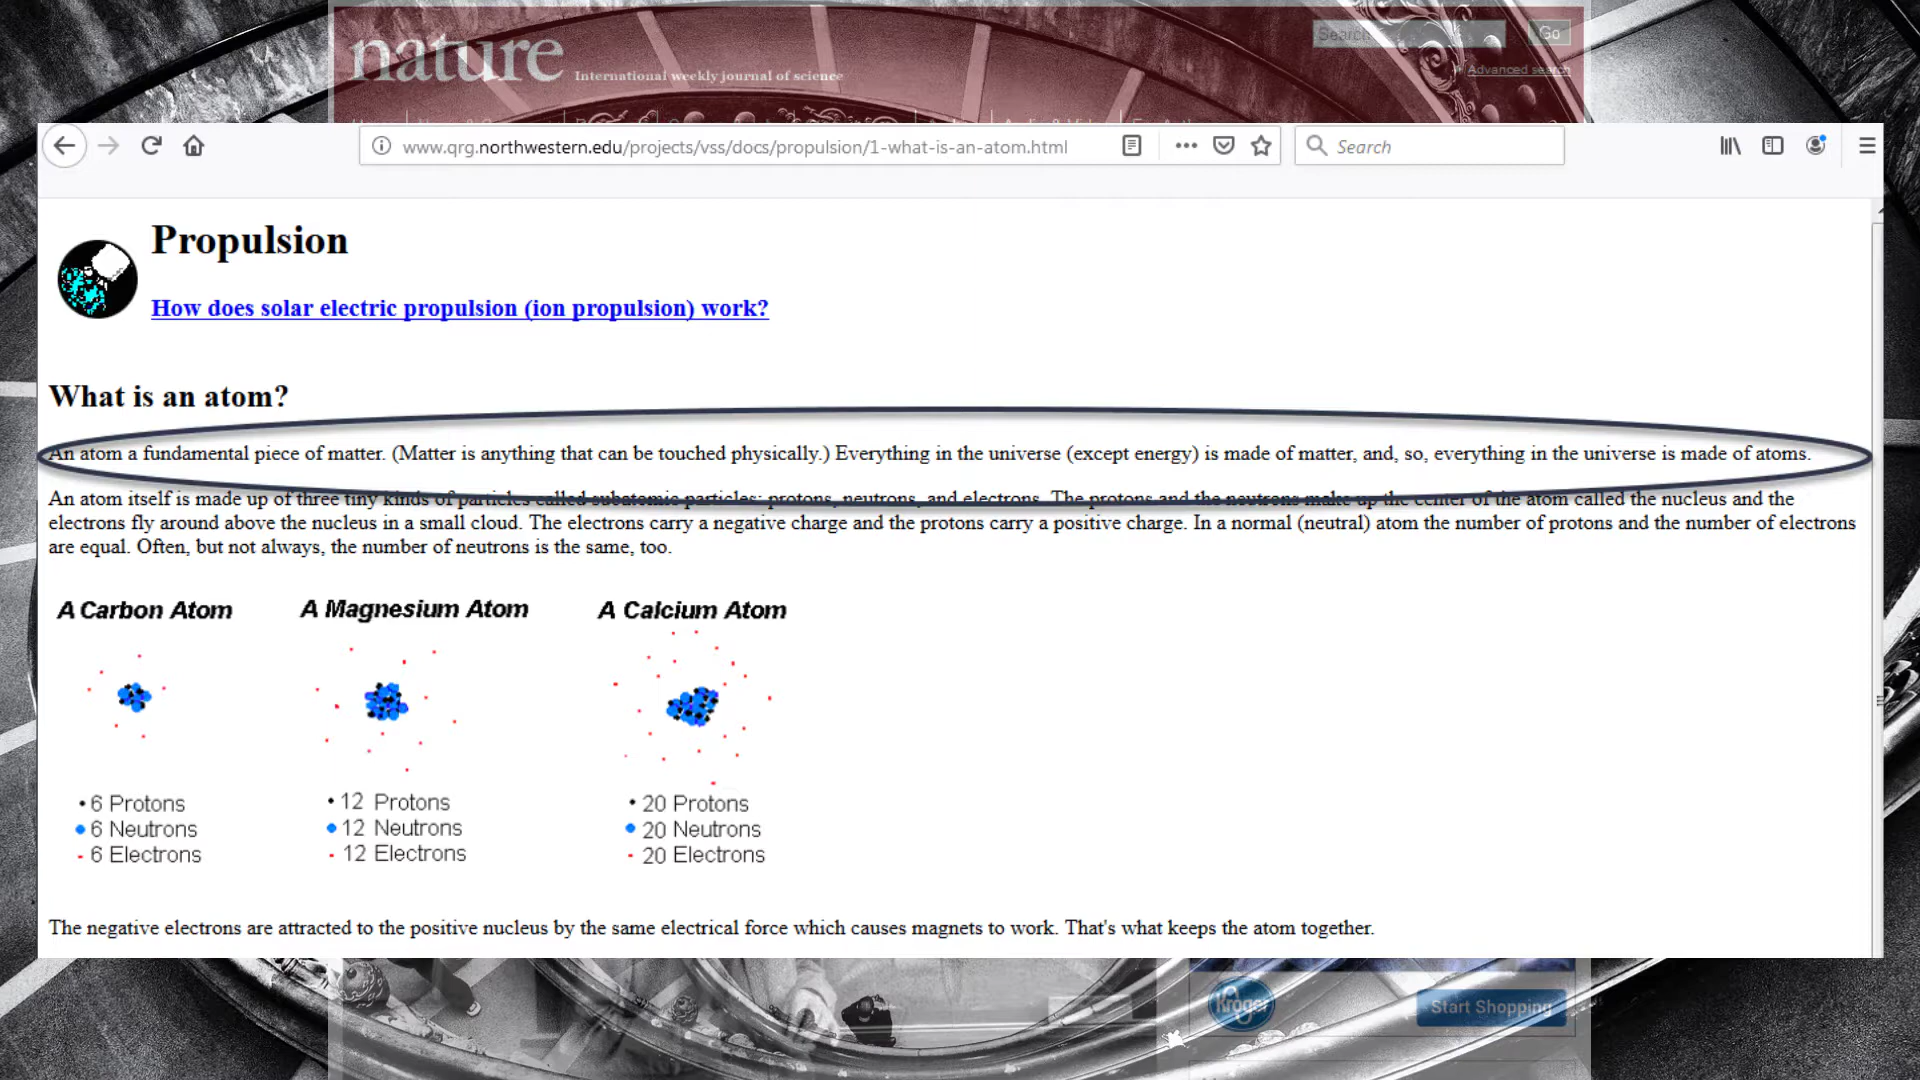 nature International weekly journal of science
Search
Go
Advanced search
www.qrg.northwestern.edu/projects/vss/docs/propulsion/1-what-is-an-atom.html
Search
Propulsion
How does solar electric propulsion (ion propulsion) work?
What is an atom?
An atom a fundamental piece of matter. (Matter is anything that can be touched physically.) Everything in the universe (except energy) is made of matter, and, so, everything in the universe is made of atoms.
An atom itself is made up of three tiny kinds of particles called subatomic particles: protons, neutrons, and electrons. The protons and the neutrons make up the center of the atom called the nucleus and the
electrons fly around above the nucleus in a small cloud. The electrons carry a negative charge and the protons carry a positive charge. In a normal (neutral) atom the number of protons and the number of electrons
are equal. Often, but not always, the number of neutrons is the same, too.
A Carbon Atom
6 Protons
6 Neutrons
6 Electrons
A Magnesium Atom
12 Protons
12 Neutrons
12 Electrons
A Calcium Atom
20 Protons
20 Neutrons
20 Electrons
The negative electrons are attracted to the positive nucleus by the same electrical force which causes magnets to work. That's what keeps the atom together.
Kroger
Start Shopping